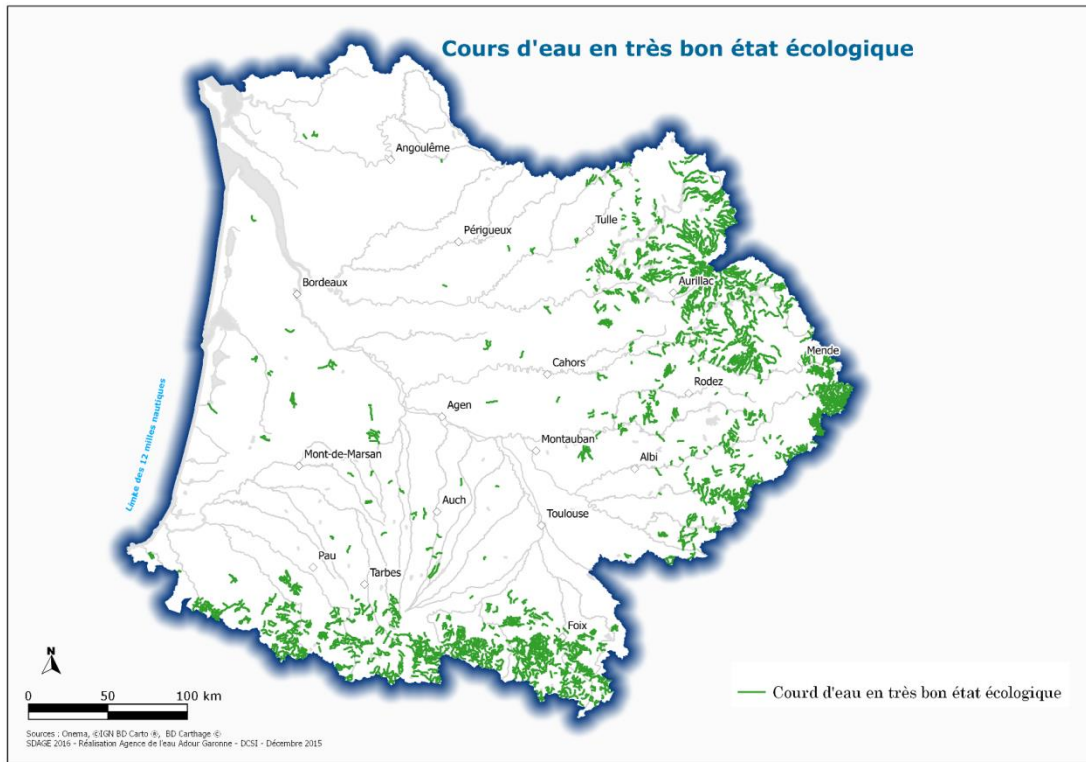 Cours d'eau en très bon état écologique
Angoulême
Périgueux
Tulle
Bordeaux
Aurillac
Cahors
Mende
Rodez
Agen
Limite des 12 milles nautiques
Mont-de-Marsan
Montauban
Albi
Auch
Toulouse
Pau
Tarbes
Foix
N
0 50 100 km
Courd d'eau en très bon état écologique
Sources : Onema, ©IGN BD Carto ®, BD Carthage ©
SDAGE 2016 - Réalisation Agence de l'eau Adour Garonne - DCSI - Décembre 2015